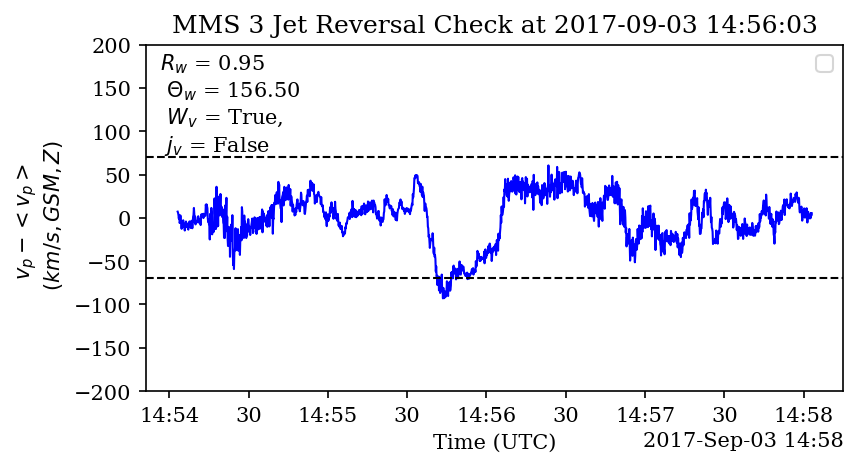 MMS 3 Jet Reversal Check at 2017-09-03 14:56:03
R_w = 0.95
Θ_w = 156.50
W_v = True,
j_v = False
v_p − < v_p >
(km/s, GSM, Z)
200
150
100
50
0
−50
−100
−150
−200
14:54 30 14:55 30 14:56 30 14:57 30 14:58
Time (UTC)
2017-Sep-03 14:58